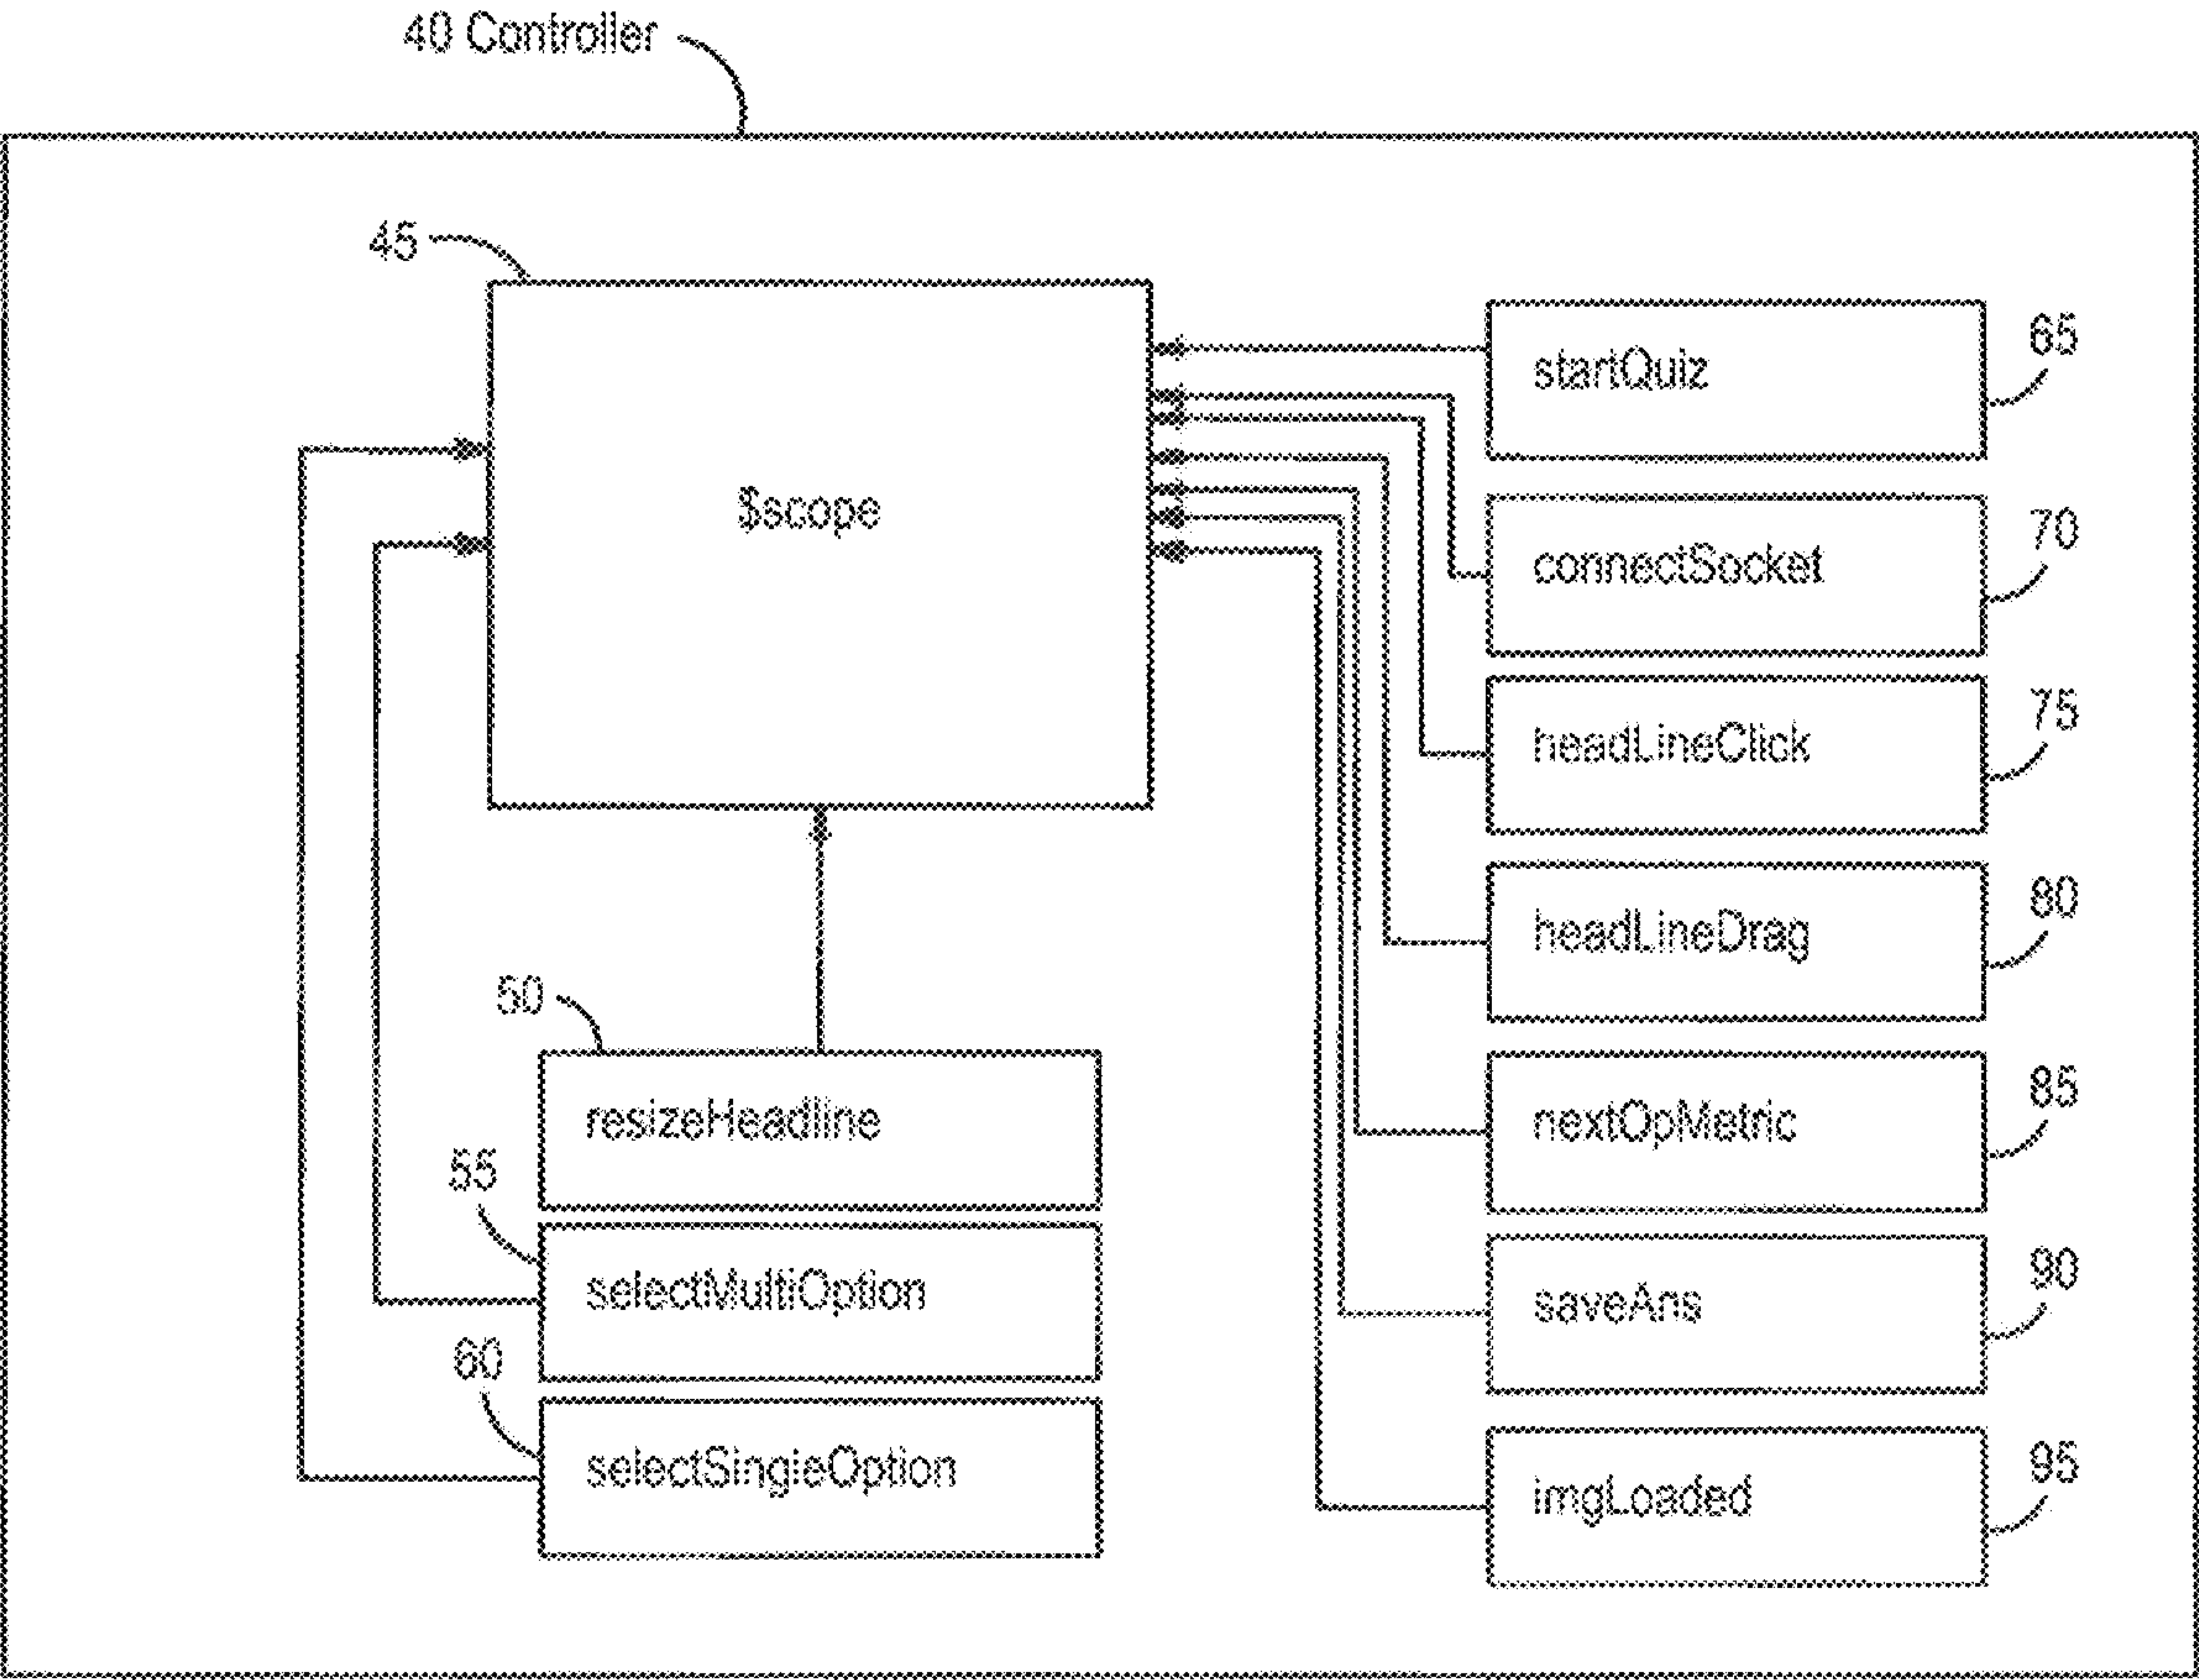 40 Controller
45
$scope
startQuiz
65
connectSocket
70
headLineClick
75
headLineDrag
80
50
resizeHeadline
nextOpMetric
85
55
selectMultiOption
saveAns
90
60
selectSingleOption
imgLoaded
95